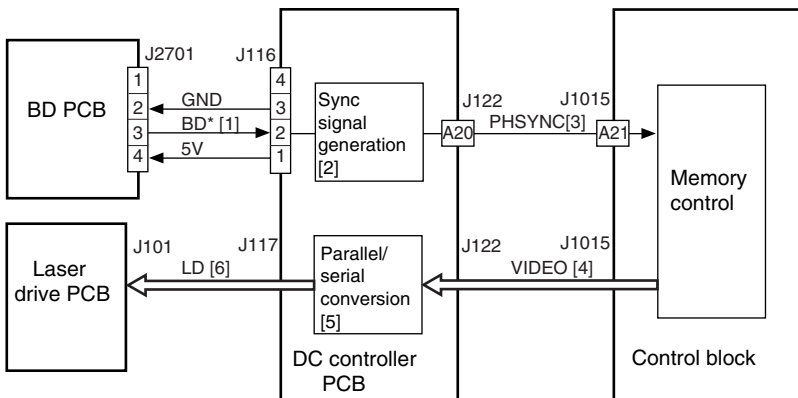 J2701
J116
BD PCB
1
2
3
4
GND
BD* [1]
5V
4
3
2
1
Sync
signal
generation
[2]
J122
A20
PHSYNC[3]
J1015
A21
Memory
control
Laser
drive PCB
J101
LD [6]
J117
Parallel/
serial
conversion
[5]
J122
VIDEO [4]
J1015
DC controller
PCB
Control block